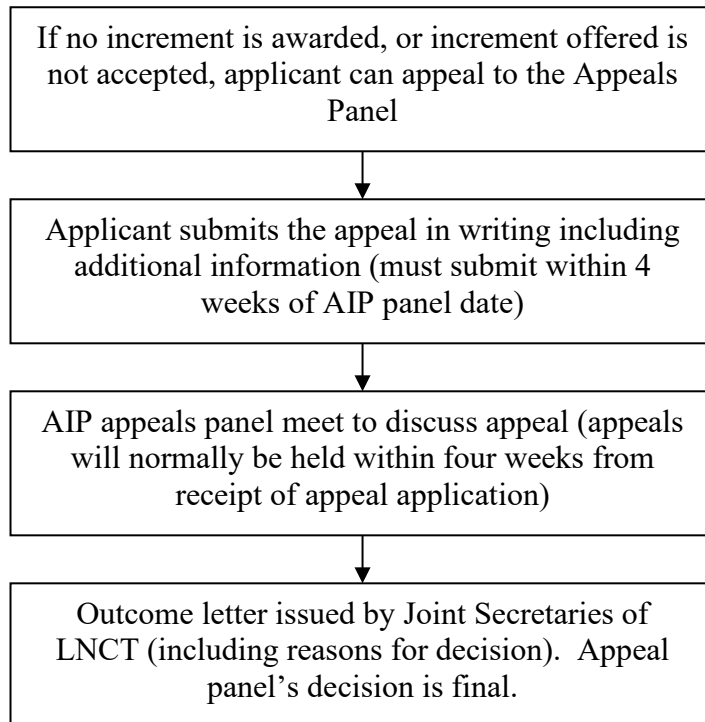 If no increment is awarded, or increment offered is
not accepted, applicant can appeal to the Appeals
Panel
Applicant submits the appeal in writing including
additional information (must submit within 4
weeks of AIP panel date)
AIP appeals panel meet to discuss appeal (appeals
will normally be held within four weeks from
receipt of appeal application)
Outcome letter issued by Joint Secretaries of
LNCT (including reasons for decision).  Appeal
panel’s decision is final.